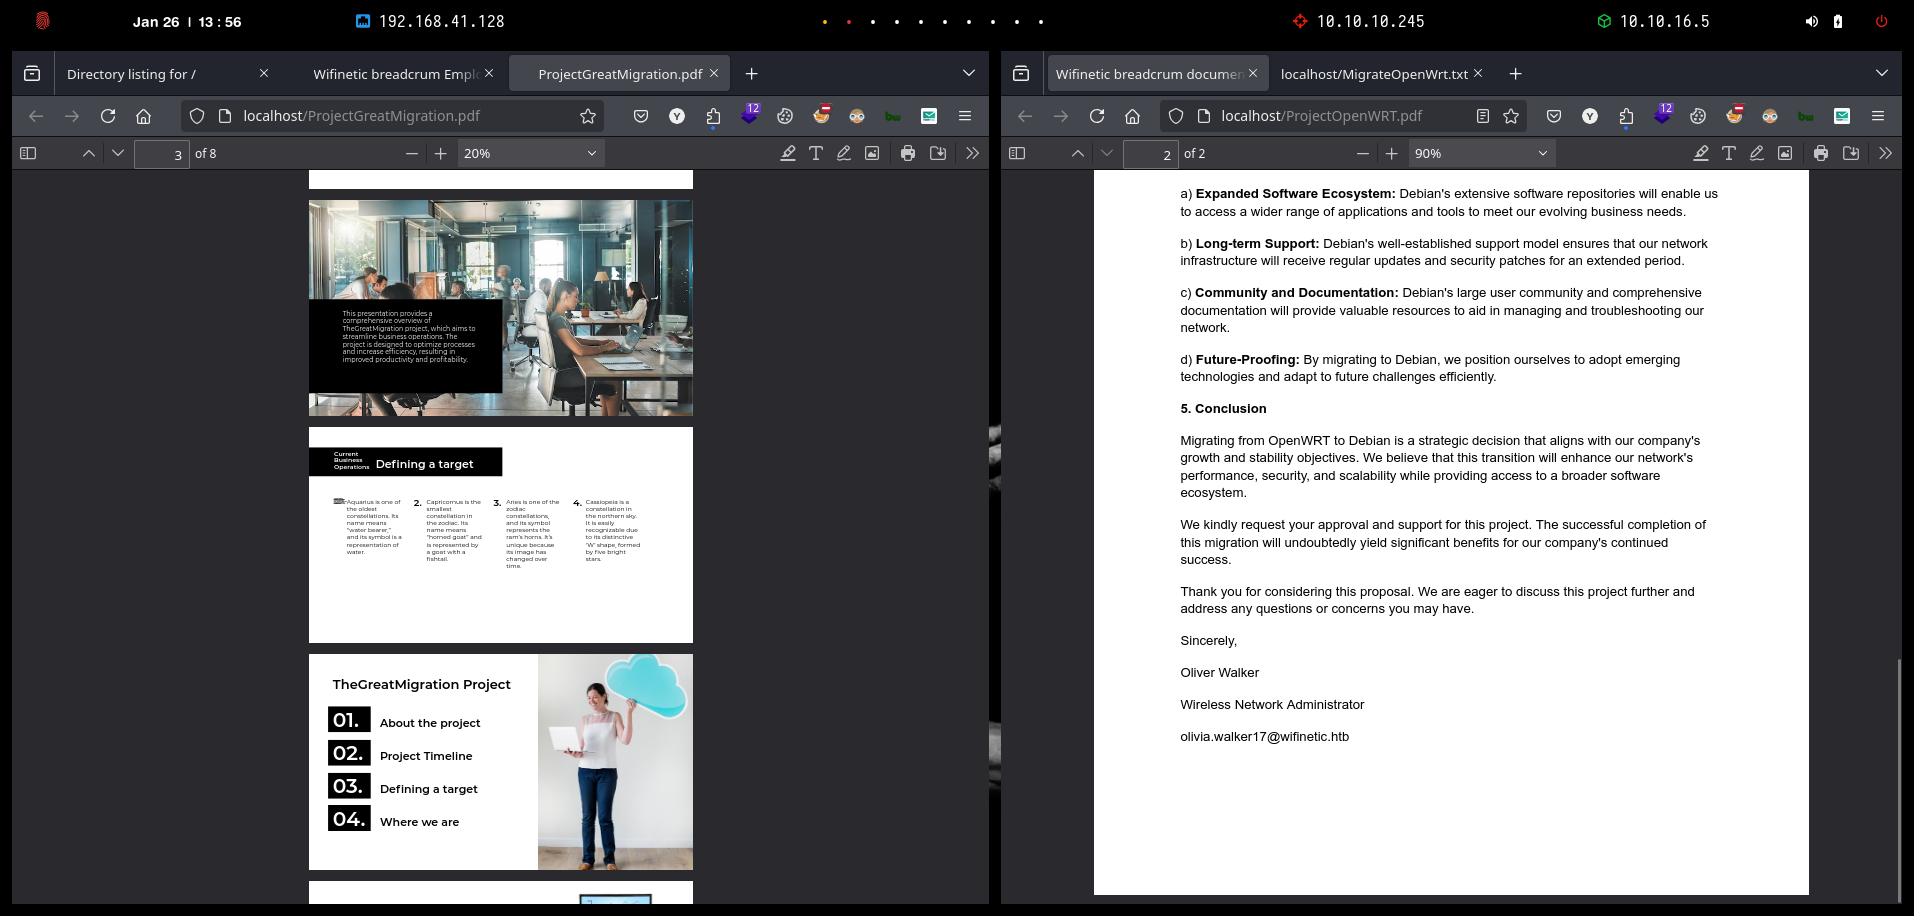 Jan 26 | 13 : 56
192.168.41.128
10.10.10.245
10.10.16.5
Directory listing for /
Wifinetic breadcrum Empl
ProjectGreatMigration.pdf
localhost/ProjectGreatMigration.pdf
12
3 of 8
20%
This presentation provides a
comprehensive overview of
TheGreatMigration project, which aims to
streamline business operations. The
project is designed to optimize processes
and increase efficiency, resulting in
improved productivity and profitability.
Current
Business
Operations
Defining a target
Aquarius is one of
the oldest
constellations. Its
name means
"water bearer,"
and its symbol is a
representation of
water.
2.
Capricornus is the
smallest
constellation in
the zodiac. Its
name means
"horned goat" and
is represented by
a goat with a
fishtail.
3.
Aries is one of the
zodiac
constellations,
and its symbol
represents the
ram's horns. It's
unique because
its image has
changed over
time.
4.
Cassiopeia is a
constellation in
the northern sky.
It is easily
recognizable due
to its distinctive
'W' shape, formed
by five bright
stars.
TheGreatMigration Project
01. About the project
02. Project Timeline
03. Defining a target
04. Where we are
Wifinetic breadcrum documen
localhost/MigrateOpenWrt.txt
localhost/ProjectOpenWRT.pdf
12
2 of 2
90%
a) Expanded Software Ecosystem: Debian's extensive software repositories will enable us
to access a wider range of applications and tools to meet our evolving business needs.
b) Long-term Support: Debian's well-established support model ensures that our network
infrastructure will receive regular updates and security patches for an extended period.
c) Community and Documentation: Debian's large user community and comprehensive
documentation will provide valuable resources to aid in managing and troubleshooting our
network.
d) Future-Proofing: By migrating to Debian, we position ourselves to adopt emerging
technologies and adapt to future challenges efficiently.
5. Conclusion
Migrating from OpenWRT to Debian is a strategic decision that aligns with our company's
growth and stability objectives. We believe that this transition will enhance our network's
performance, security, and scalability while providing access to a broader software
ecosystem.
We kindly request your approval and support for this project. The successful completion of
this migration will undoubtedly yield significant benefits for our company's continued
success.
Thank you for considering this proposal. We are eager to discuss this project further and
address any questions or concerns you may have.
Sincerely,
Oliver Walker
Wireless Network Administrator
olivia.walker17@wifinetic.htb